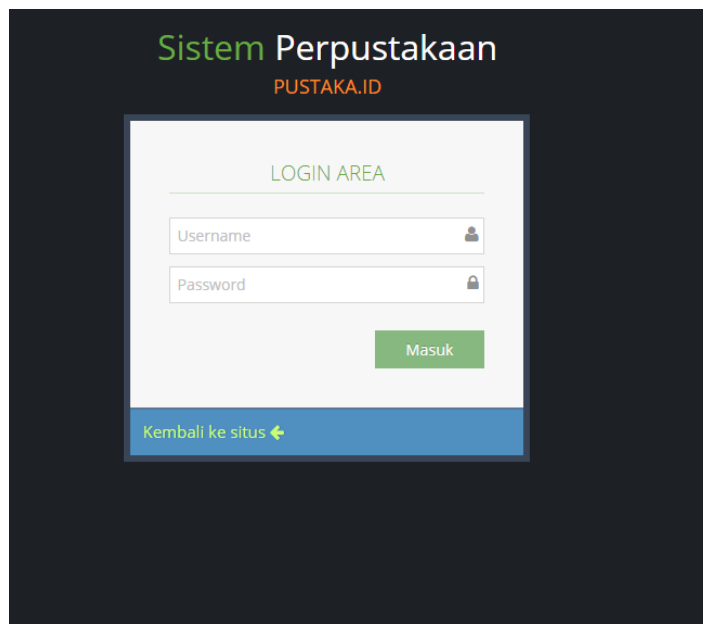 Sistem Perpustakaan
PUSTAKA.ID
LOGIN AREA
Username
Password
Masuk
Kembali ke situs